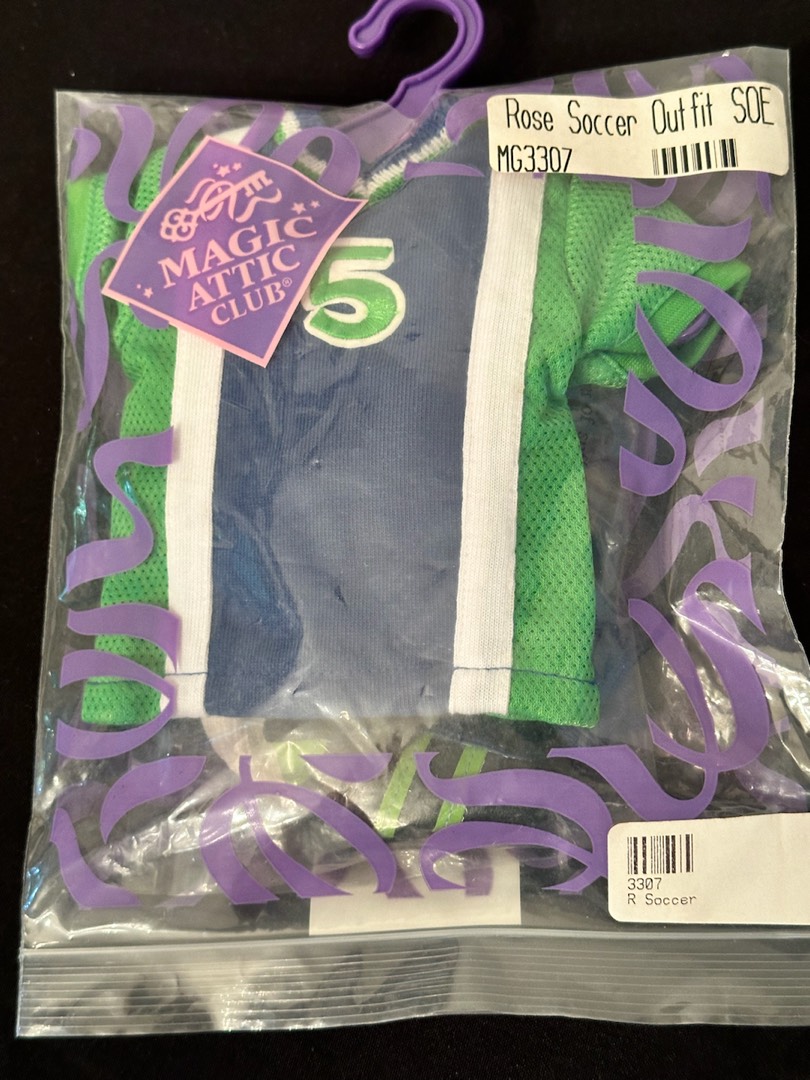 Rose Soccer Outfit SOE
MG3307
MAGIC
ATTIC
CLUB®
5
3307
R Soccer